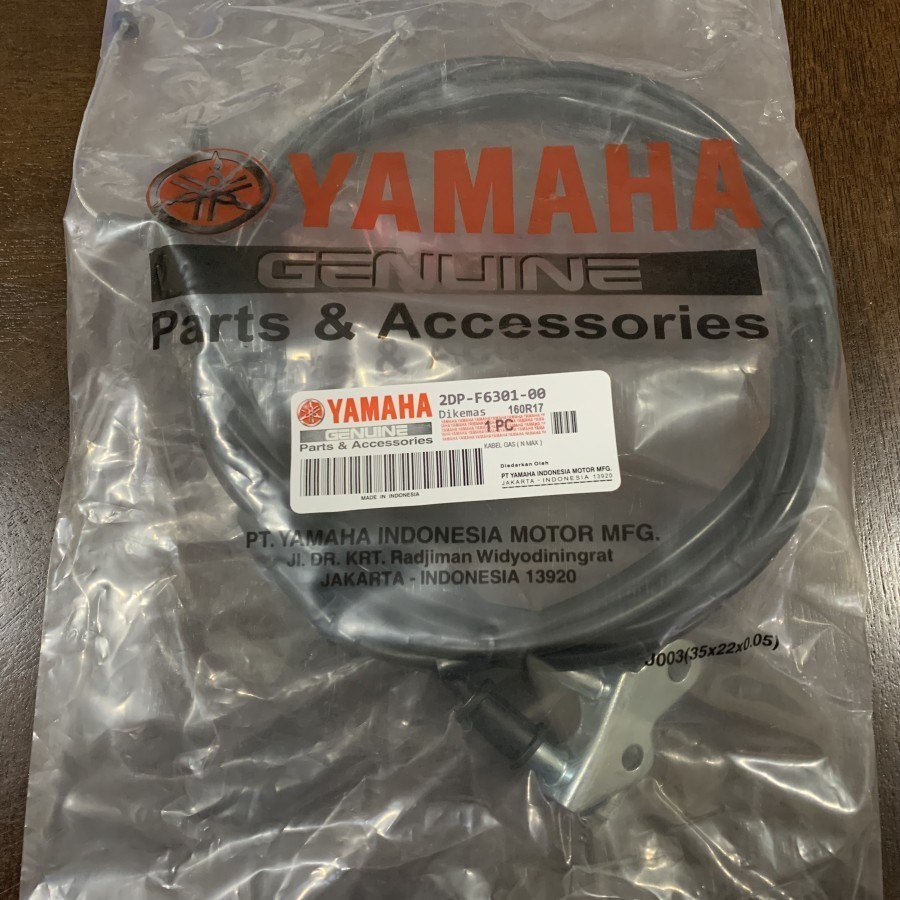 YAMAHA
GENUINE
Parts & Accessories
YAMAHA
GENUINE
Parts & Accessories
2DP-F6301-00
Dikemas 160R17
1 PC
KABEL GAS ( N MAX )
Diedarkan Oleh
PT YAMAHA INDONESIA MOTOR MFG.
JAKARTA - INDONESIA 13920
MADE IN INDONESIA
PT. YAMAHA INDONESIA MOTOR MFG.
Jl. DR. KRT. Radjiman Widyodiningrat
JAKARTA - INDONESIA 13920
J003(35x22x0.05)